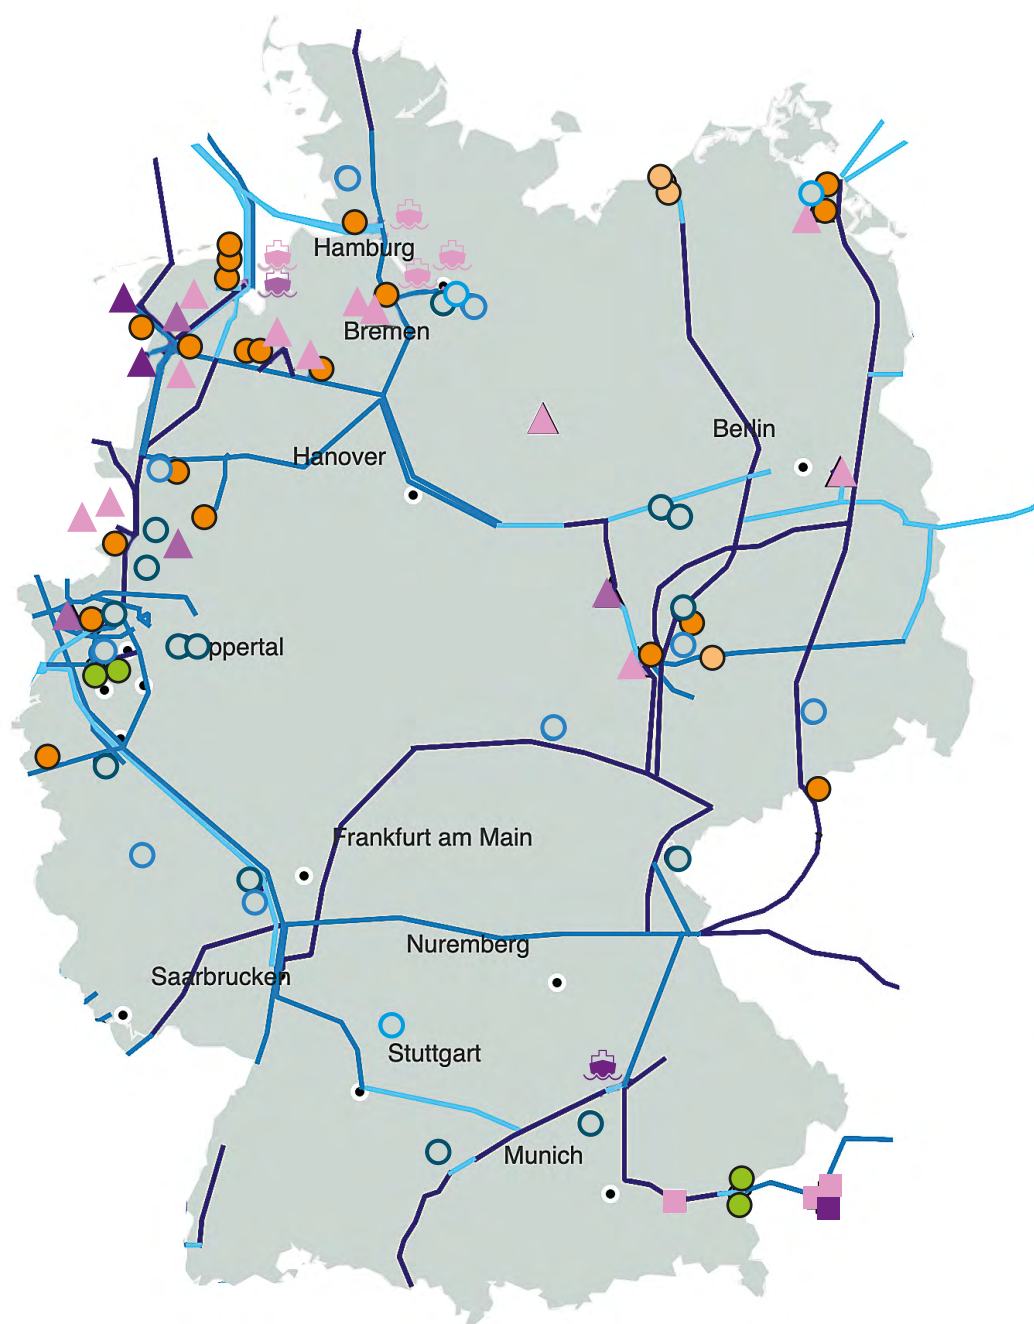 Hamburg
Bremen
Berlin
Hanover
ppertal
Frankfurt am Main
Nuremberg
Saarbrucken
Stuttgart
Munich